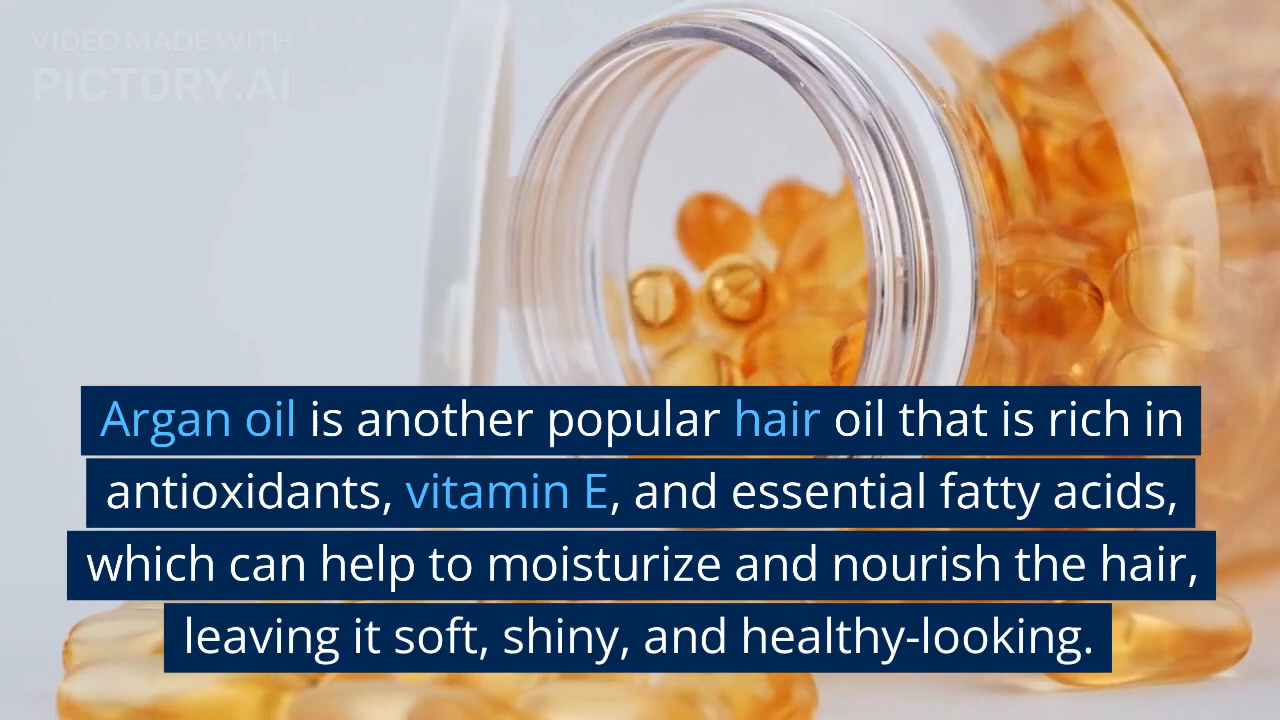 VIDEO MADE WITH
PICTORY.AI
Argan oil is another popular hair oil that is rich in
antioxidants, vitamin E, and essential fatty acids,
which can help to moisturize and nourish the hair,
leaving it soft, shiny, and healthy-looking.